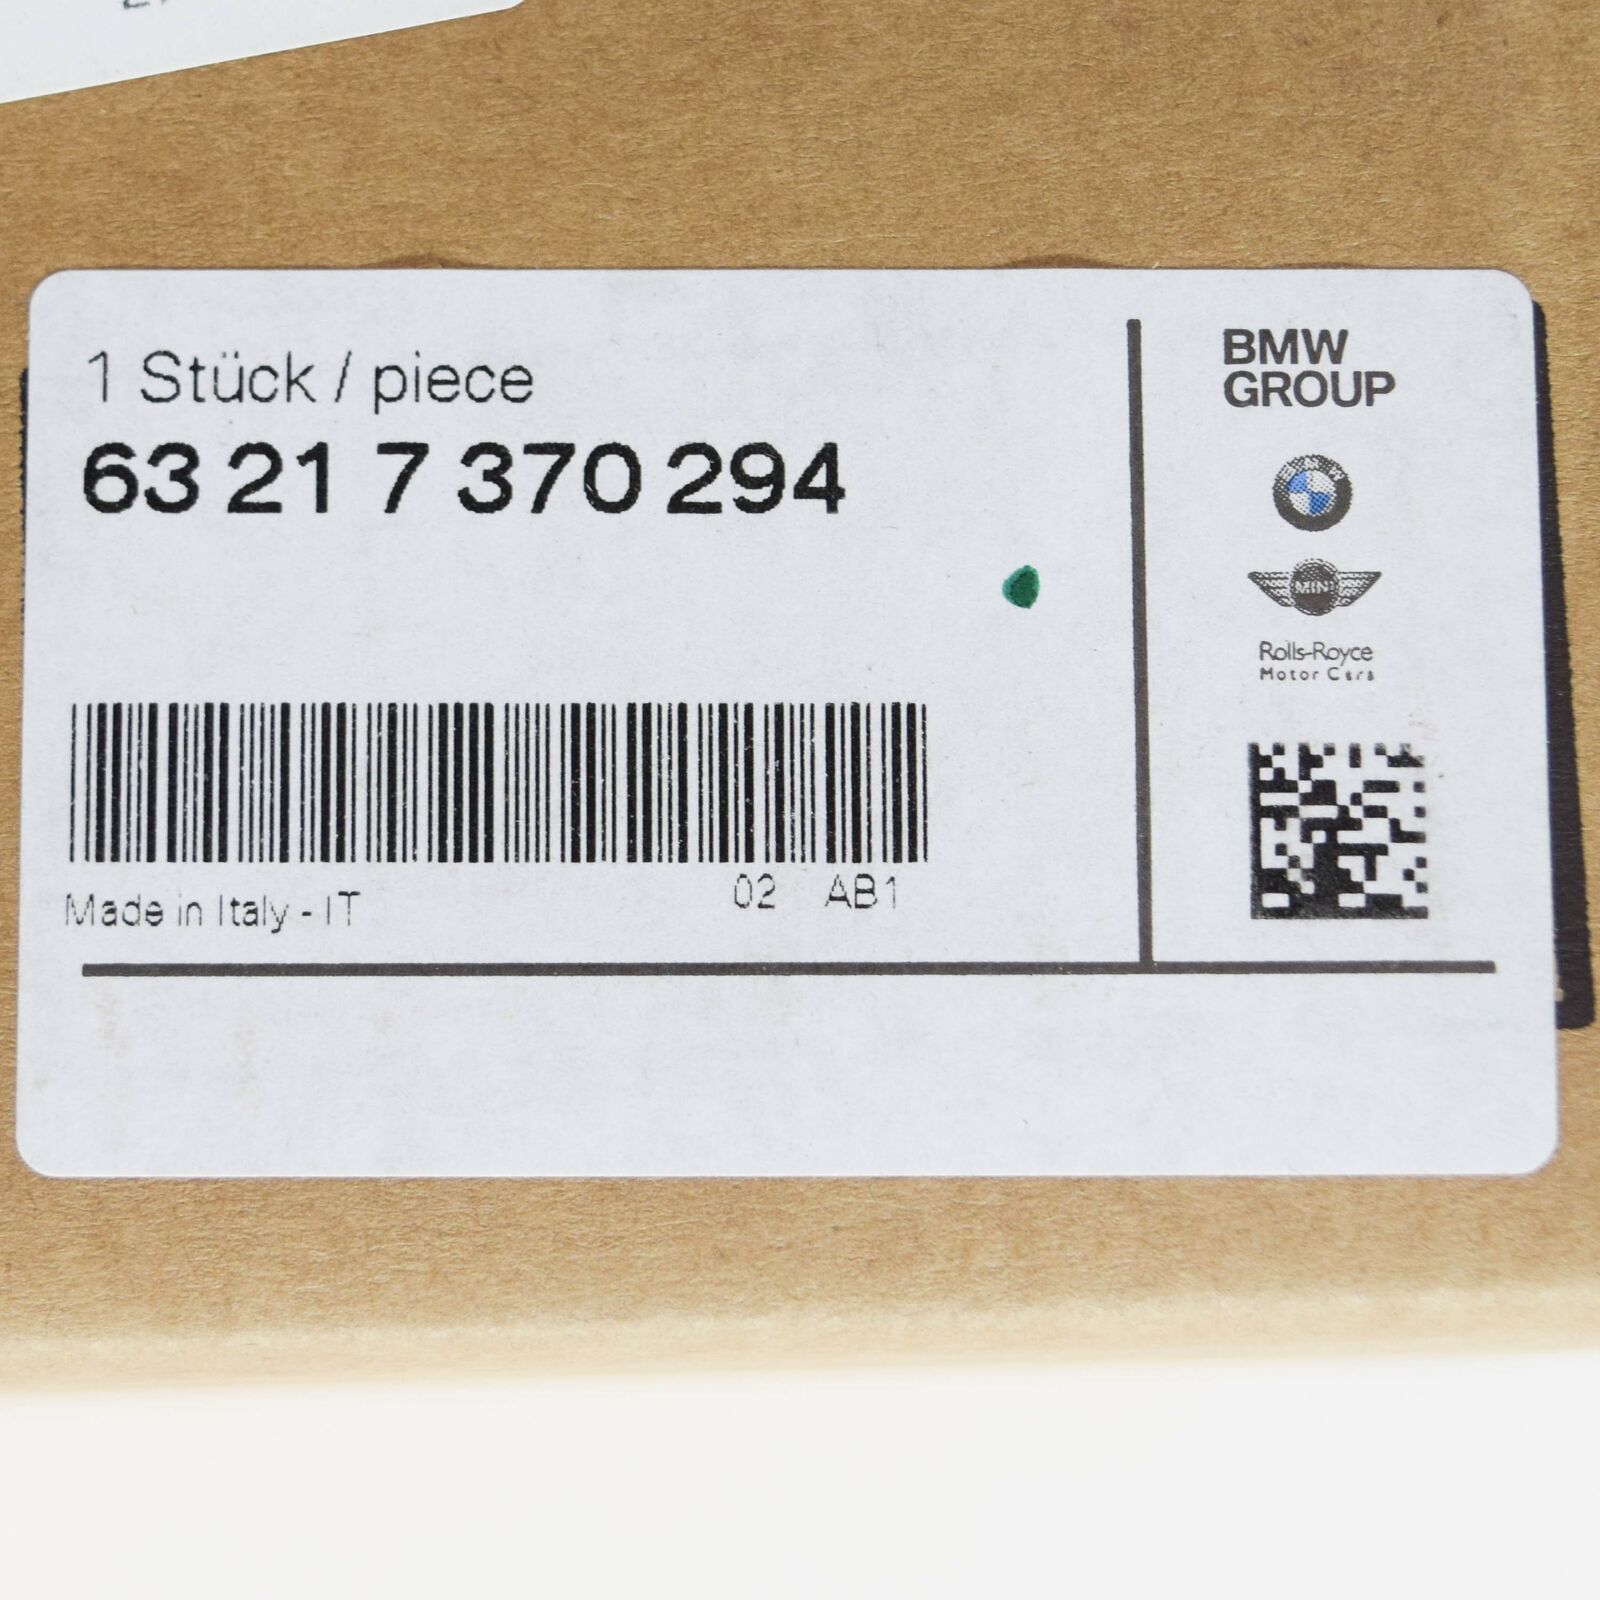 1 Stück / piece
63 21 7 370 294
Made in Italy - IT
02 AB1
BMW
GROUP
MINI
Rolls-Royce
Motor Cars